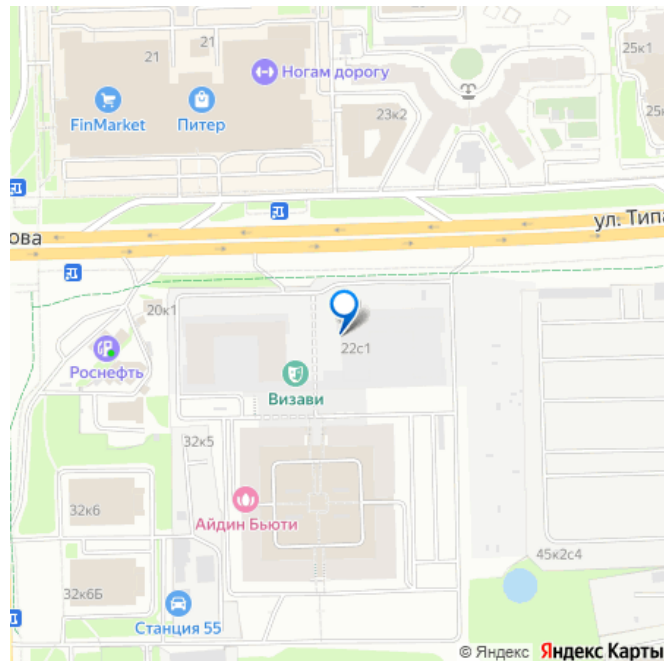 21
21
25к1
Ногам дорогу
FinMarket
Питер
23к2
25к
ова
ул. Типа
20к1
22с1
Роснефть
Визави
32к5
32к6
Айдин Бьюти
45к2с4
32к6Б
Станция 55
© Яндекс Яндекс Карты